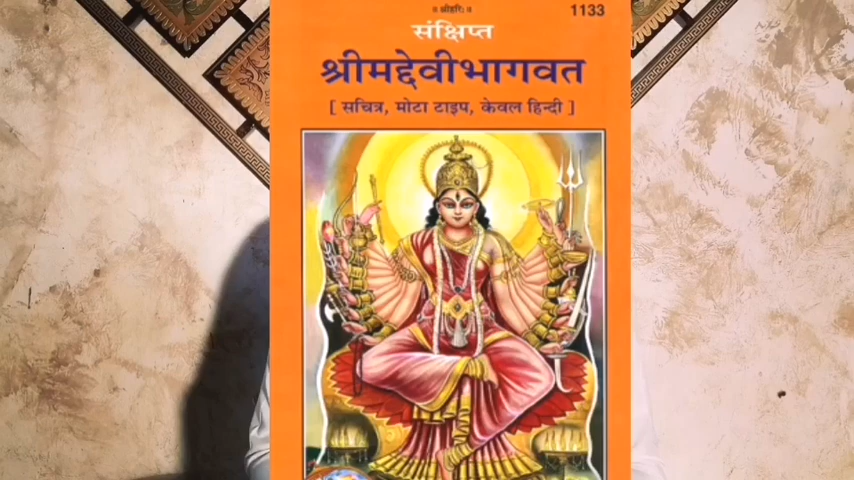 ॥ श्रीहरिः ॥
1133
संक्षिप्त
श्रीमद्देवीभागवत
[ सचित्र, मोटा टाइप, केवल हिन्दी ]